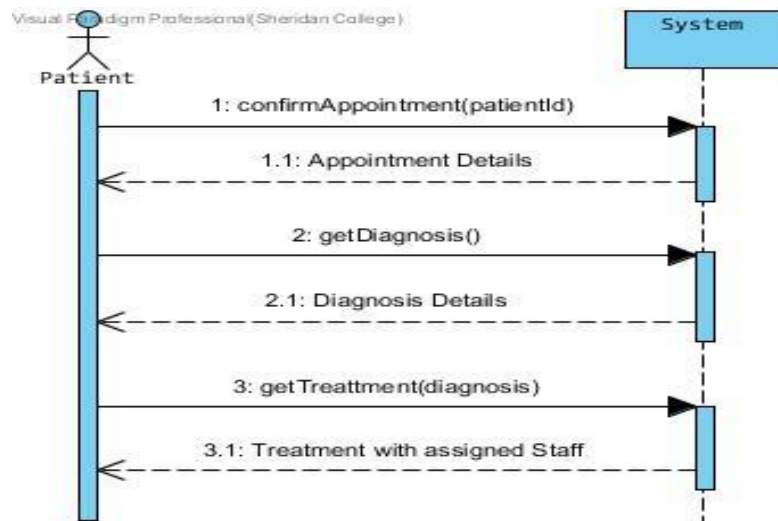 Visual Paradigm Professional(Sheridan College)
System
Patient
1: confirmAppointment(patientId)
1.1: Appointment Details
2: getDiagnosis()
2.1: Diagnosis Details
3: getTreattment(diagnosis)
3.1: Treatment with assigned Staff